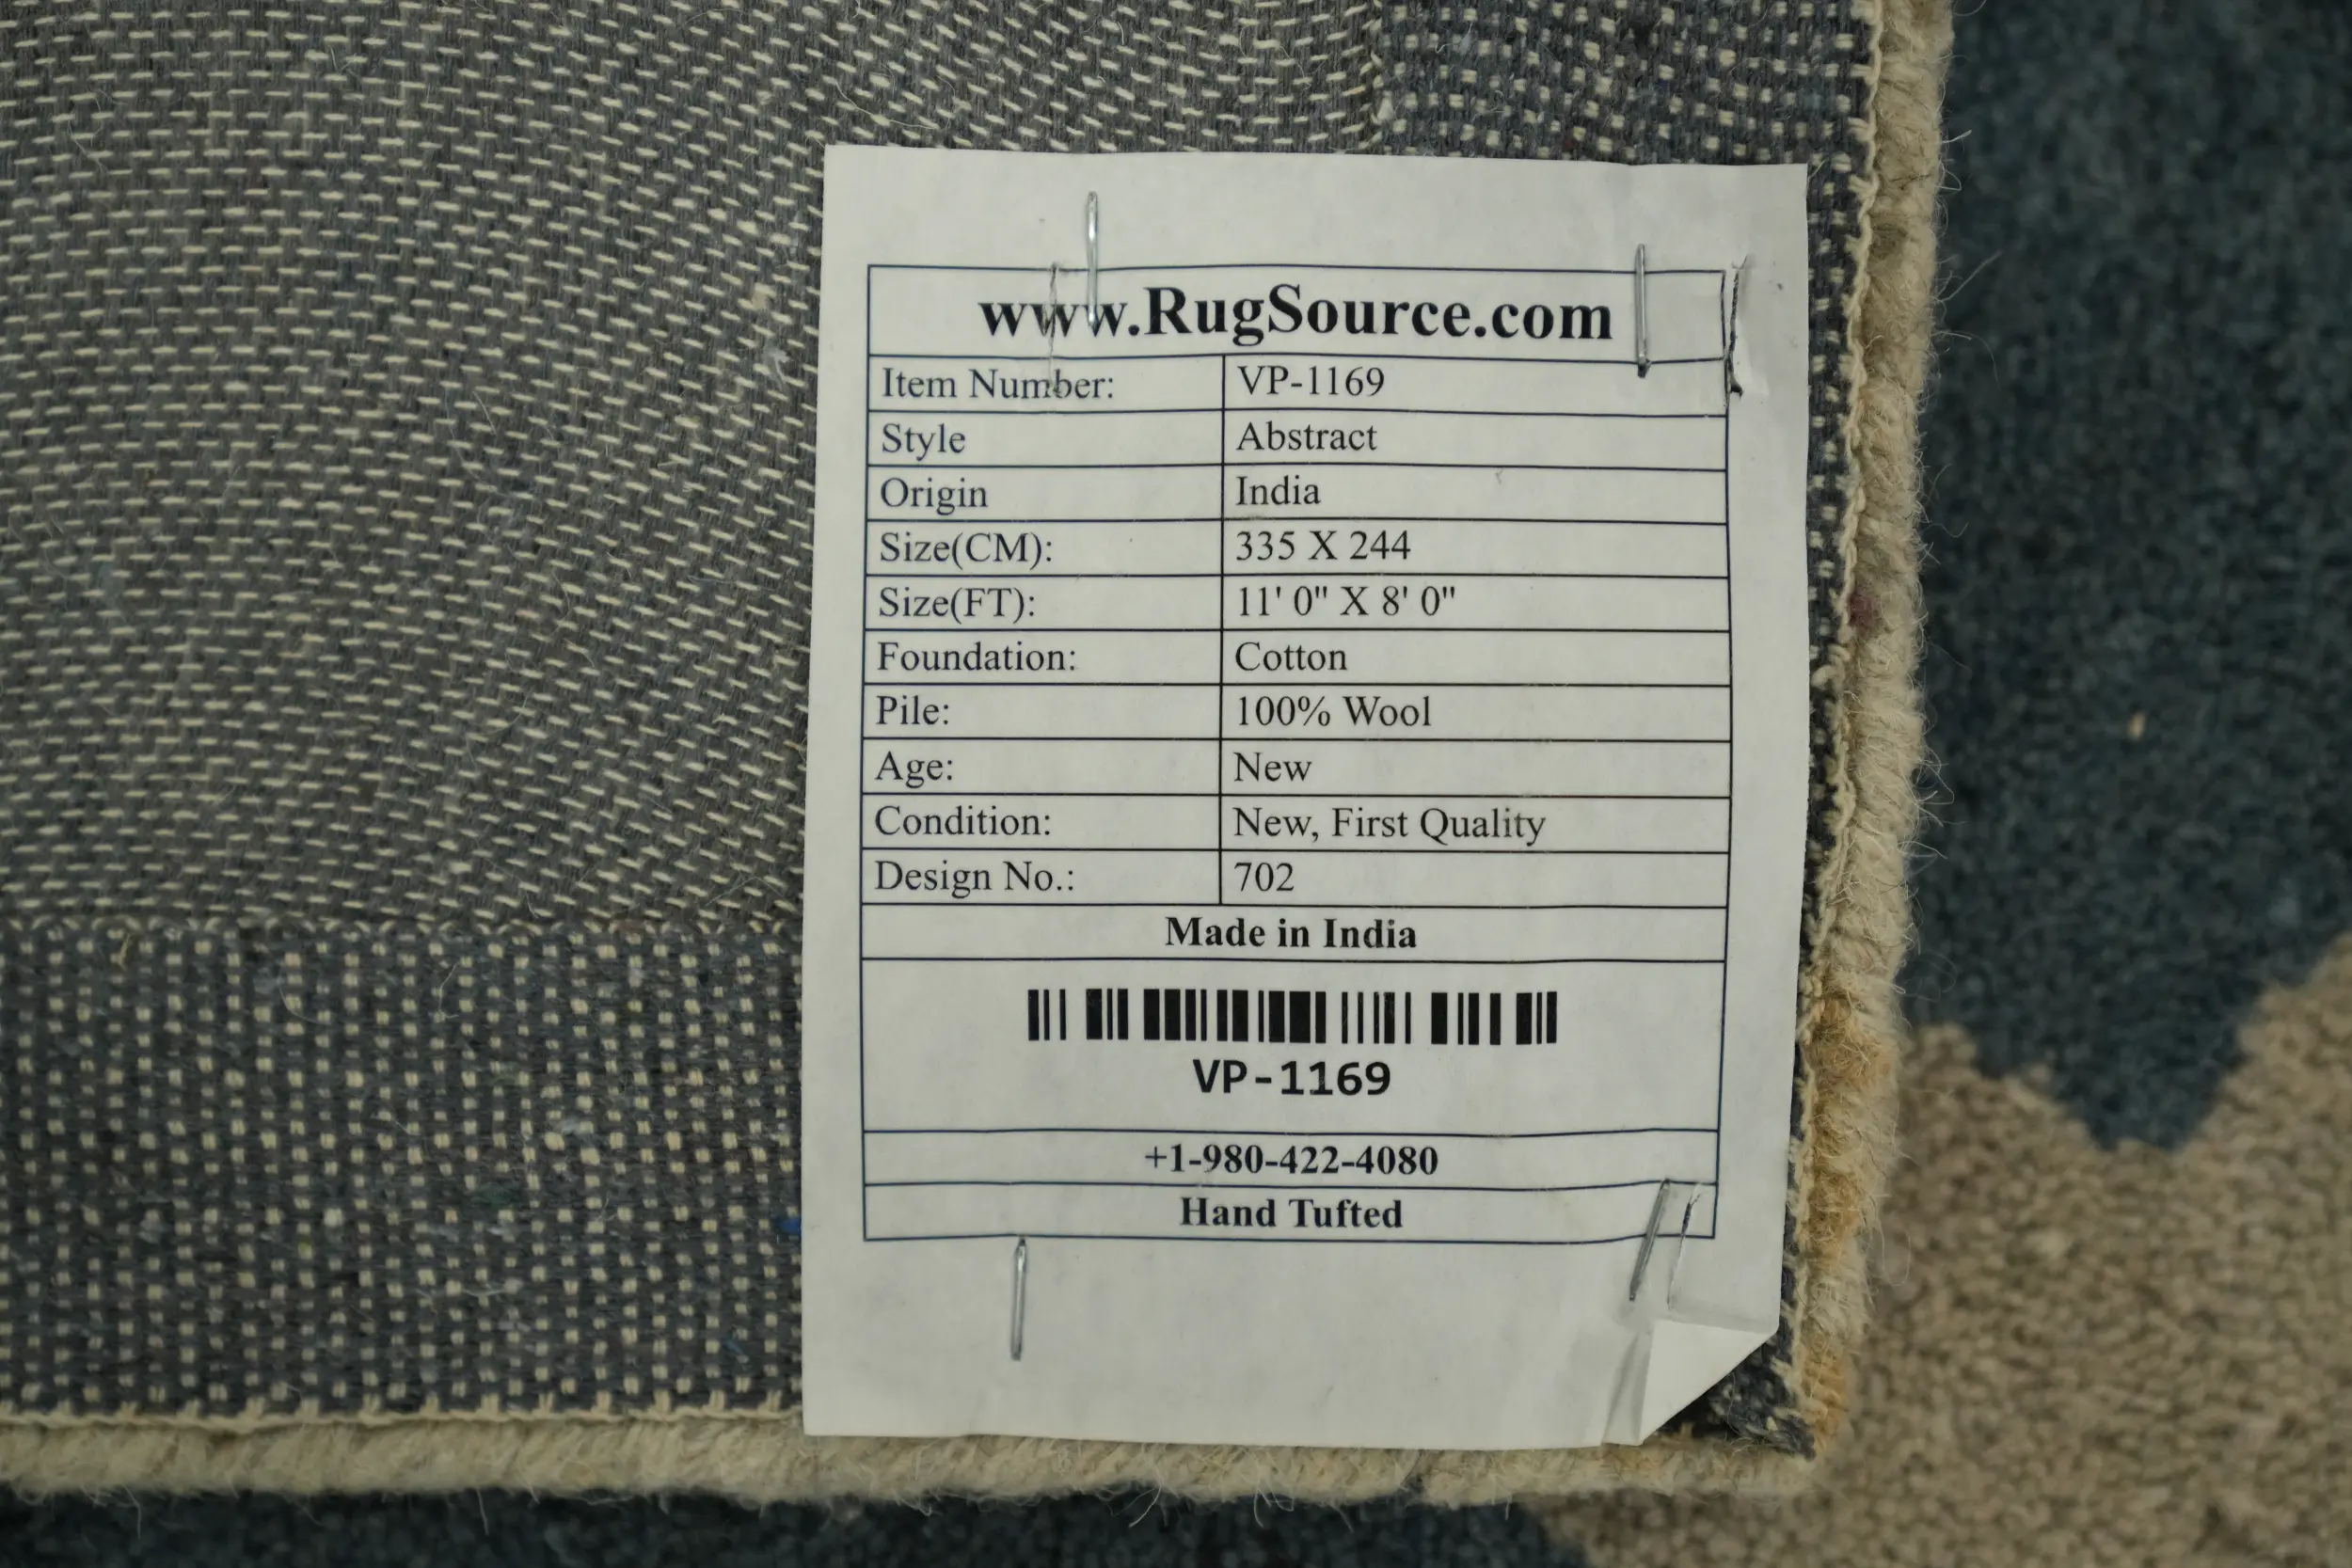 www.RugSource.com
Item Number: VP-1169
Style Abstract
Origin India
Size(CM): 335 X 244
Size(FT): 11' 0" X 8' 0"
Foundation: Cotton
Pile: 100% Wool
Age: New
Condition: New, First Quality
Design No.: 702
Made in India
VP-1169
+1-980-422-4080
Hand Tufted